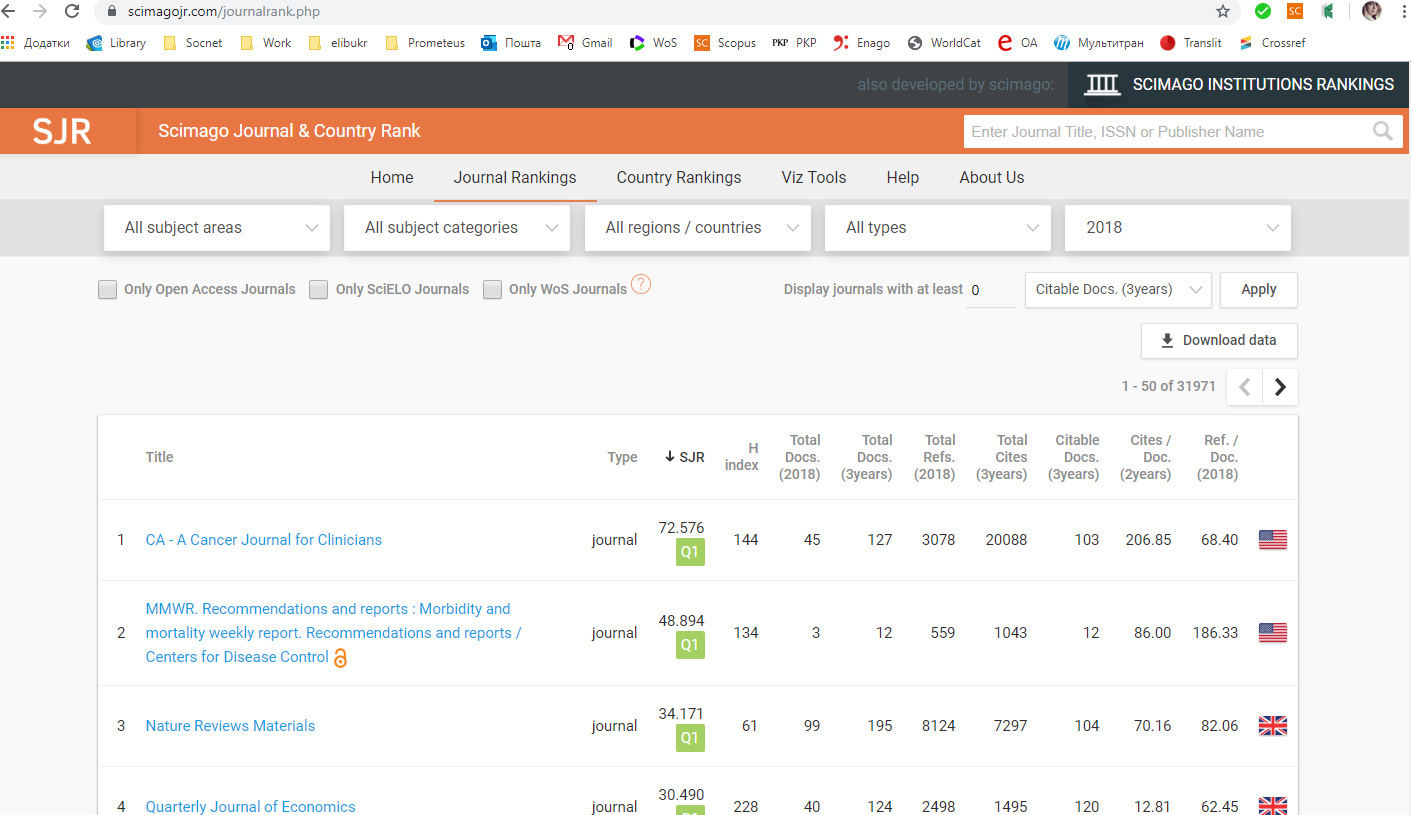 scimagojr.com/journalrank.php
Додатки Library Socnet Work elibukr Prometeus Пошта Gmail WoS SC Scopus PKP PKP Enago WorldCat OA Мультитран Translit Crossref
also developed by scimago: SCIMAGO INSTITUTIONS RANKINGS
SJR Scimago Journal & Country Rank Enter Journal Title, ISSN or Publisher Name
Home Journal Rankings Country Rankings Viz Tools Help About Us
All subject areas All subject categories All regions / countries All types 2018
Only Open Access Journals Only SciELO Journals Only WoS Journals ? Display journals with at least 0 Citable Docs. (3years) Apply
Download data
1 - 50 of 31971
Title Type SJR H index Total Docs. (2018) Total Docs. (3years) Total Refs. (2018) Total Cites (3years) Citable Docs. (3years) Cites / Doc. (2years) Ref. / Doc. (2018)
1 CA - A Cancer Journal for Clinicians journal 72.576 Q1 144 45 127 3078 20088 103 206.85 68.40
2 MMWR. Recommendations and reports : Morbidity and
mortality weekly report. Recommendations and reports /
Centers for Disease Control journal 48.894 Q1 134 3 12 559 1043 12 86.00 186.33
3 Nature Reviews Materials journal 34.171 Q1 61 99 195 8124 7297 104 70.16 82.06
4 Quarterly Journal of Economics journal 30.490 228 40 124 2498 1495 120 12.81 62.45